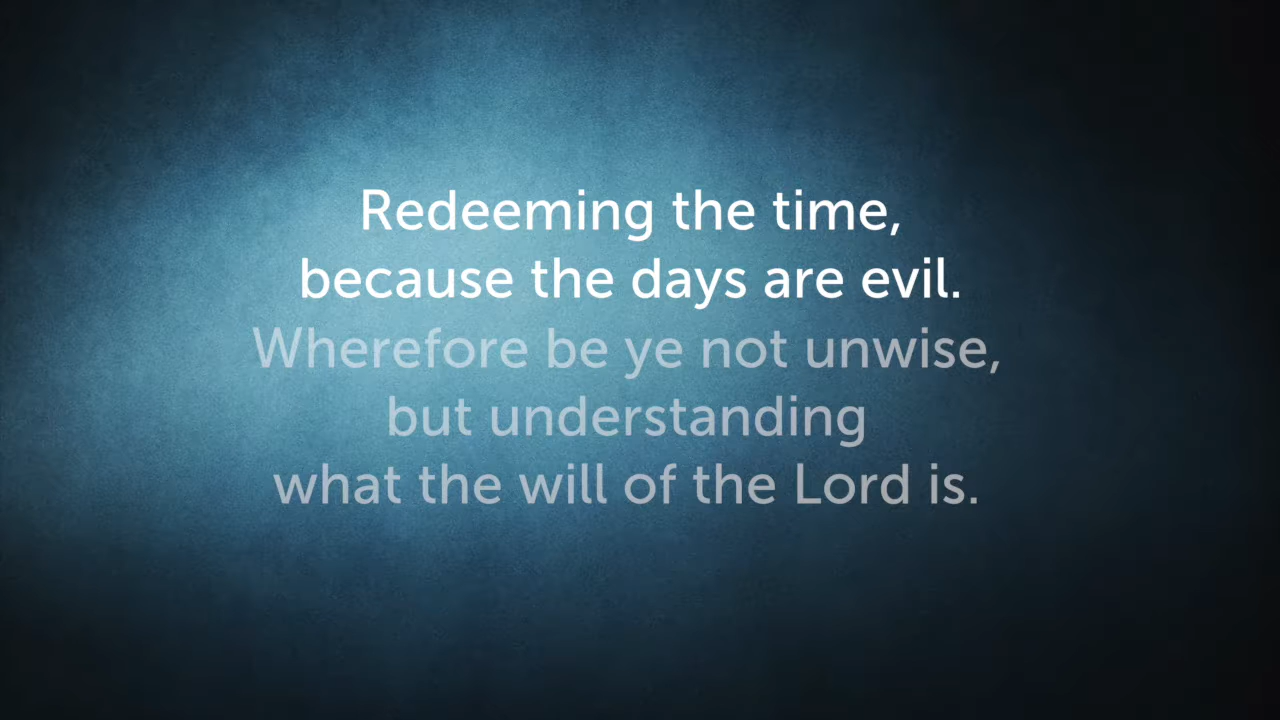 Redeeming the time,
because the days are evil.
Wherefore be ye not unwise,
but understanding
what the will of the Lord is.